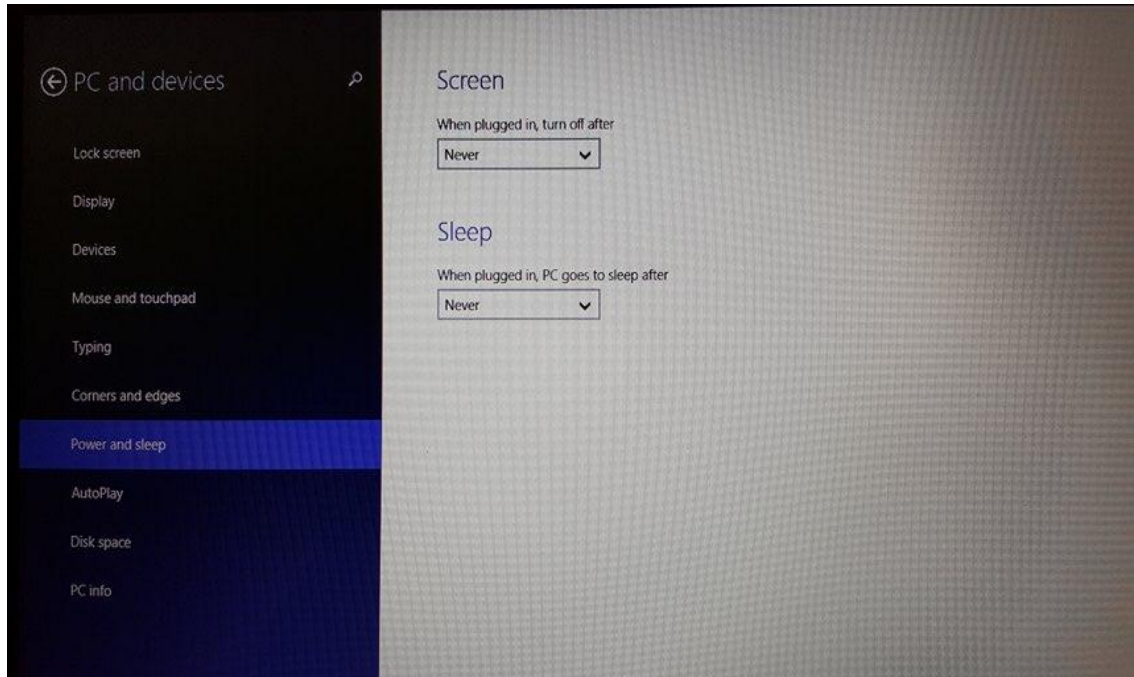 PC and devices
Lock screen
Display
Devices
Mouse and touchpad
Typing
Corners and edges
Power and sleep
AutoPlay
Disk space
PC info
Screen
When plugged in, turn off after
Never
Sleep
When plugged in, PC goes to sleep after
Never